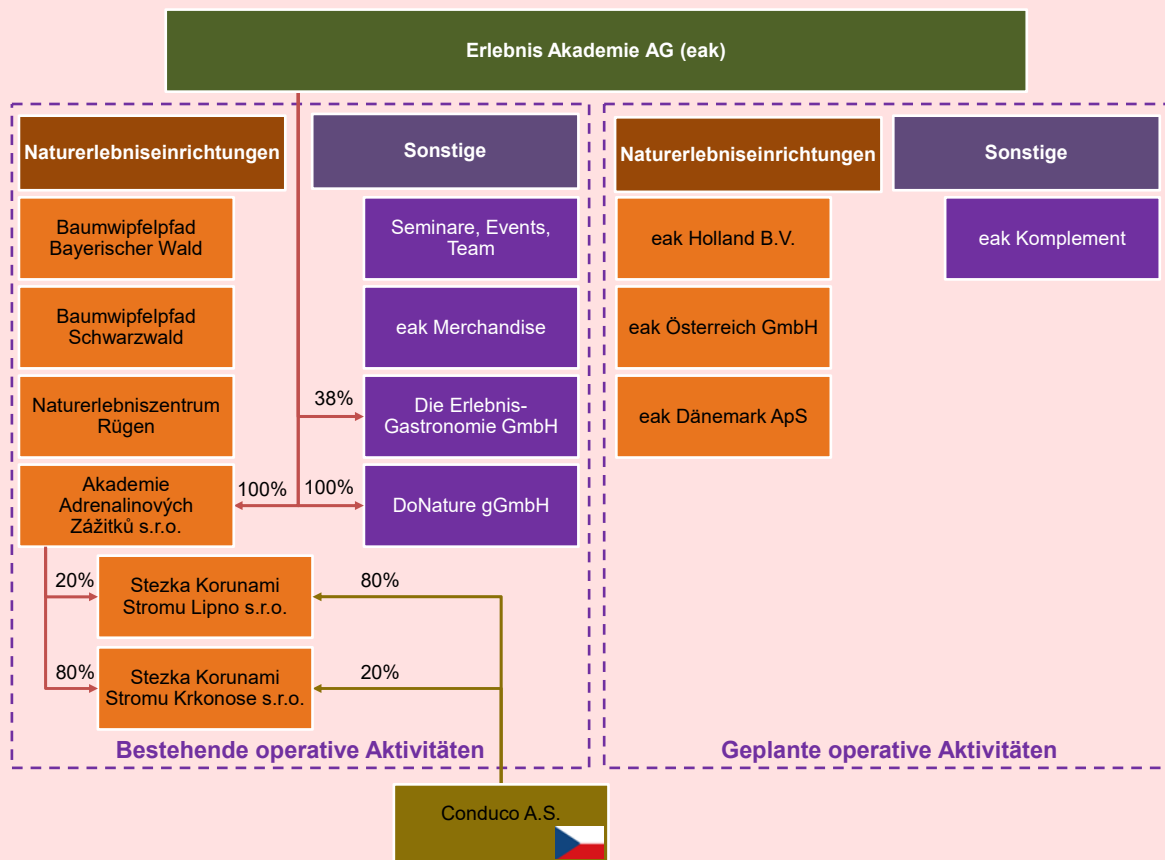 Erlebnis Akademie AG (eak)
Naturerlebniseinrichtungen
Sonstige
Baumwipfelpfad
Bayerischer Wald
Seminare, Events,
Team
Baumwipfelpfad
Schwarzwald
eak Merchandise
Naturerlebniszentrum
Rügen
38%
Die Erlebnis-
Gastronomie GmbH
Akademie
Adrenalinových
Zážitků s.r.o.
100%
100%
DoNature gGmbH
20%
Stezka Korunami
Stromu Lipno s.r.o.
80%
80%
Stezka Korunami
Stromu Krkonose s.r.o.
20%
Bestehende operative Aktivitäten
Naturerlebniseinrichtungen
Sonstige
eak Holland B.V.
eak Komplement
eak Österreich GmbH
eak Dänemark ApS
Geplante operative Aktivitäten
Conduco A.S.